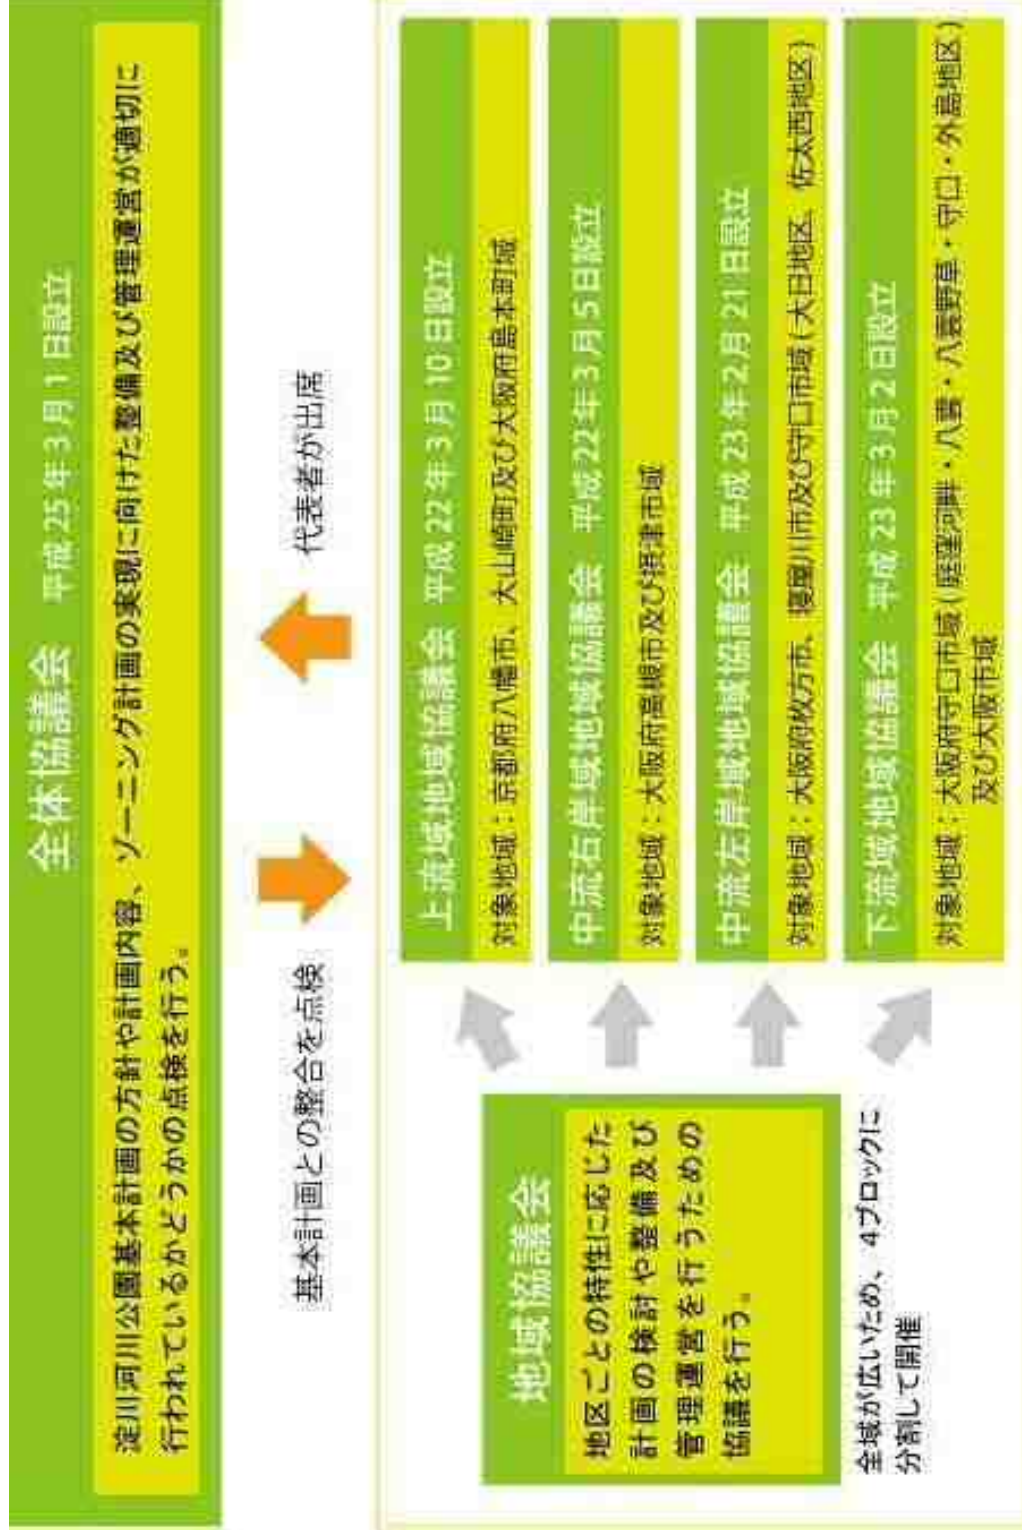 全体協議会 平成25年3月1日設立
淀川河川公園基本計画の方針や計画内容、ゾーニング計画の実現に向けた整備及び管理運営が適切に
行われているかどうかの点検を行う。
基本計画との整合を点検
代表者が出席
地域協議会
地区ごとの特性に応じた
計画の検討や整備及び
管理運営を行うための
協議を行う。
全域が広いため、4ブロックに
分割して開催
上流域地域協議会 平成22年3月10日設立
対象地域：京都府八幡市、大山崎町及び大阪府島本町域
中流右岸域地域協議会 平成22年3月5日設立
対象地域：大阪府高槻市及び摂津市域
中流左岸域地域協議会 平成23年2月21日設立
対象地域：大阪府枚方市、寝屋川市及び守口市域(大日地区、佐太西地区)
下流域地域協議会 平成23年3月2日設立
対象地域：大阪府守口市域(庭窪河畔・八雲・八雲野草・守口・外島地区)
及び大阪市域